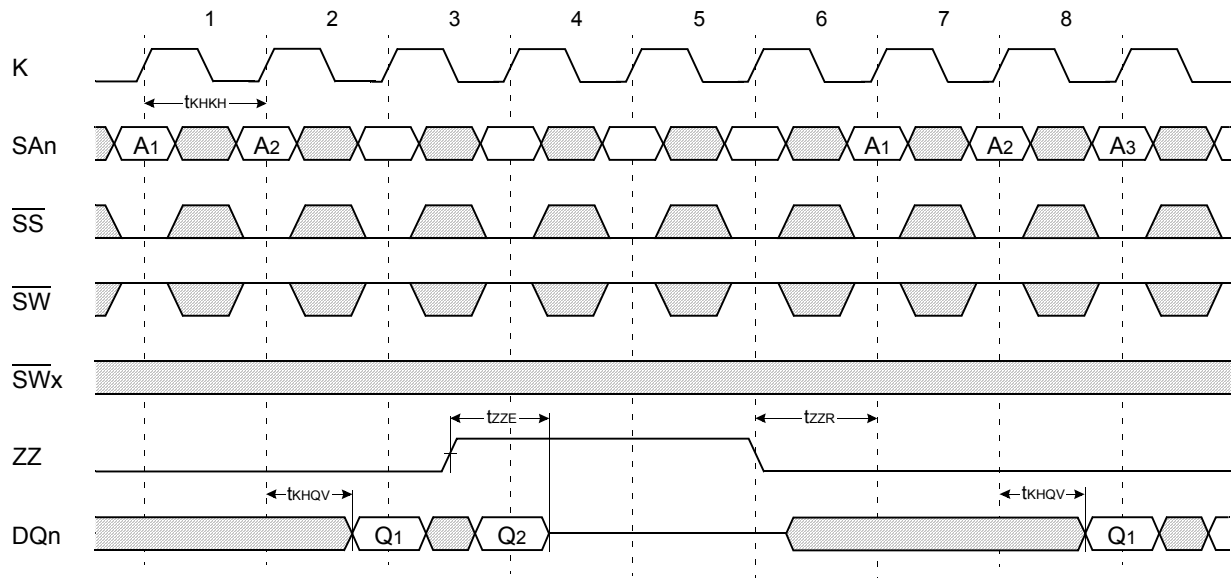 1 2 3 4 5 6 7 8
K
tKHKH
SAn A1 A2 A1 A2 A3
SS
SW
SWx
tZZE tZZR
ZZ
tKHQV tKHQV
DQn Q1 Q2 Q1